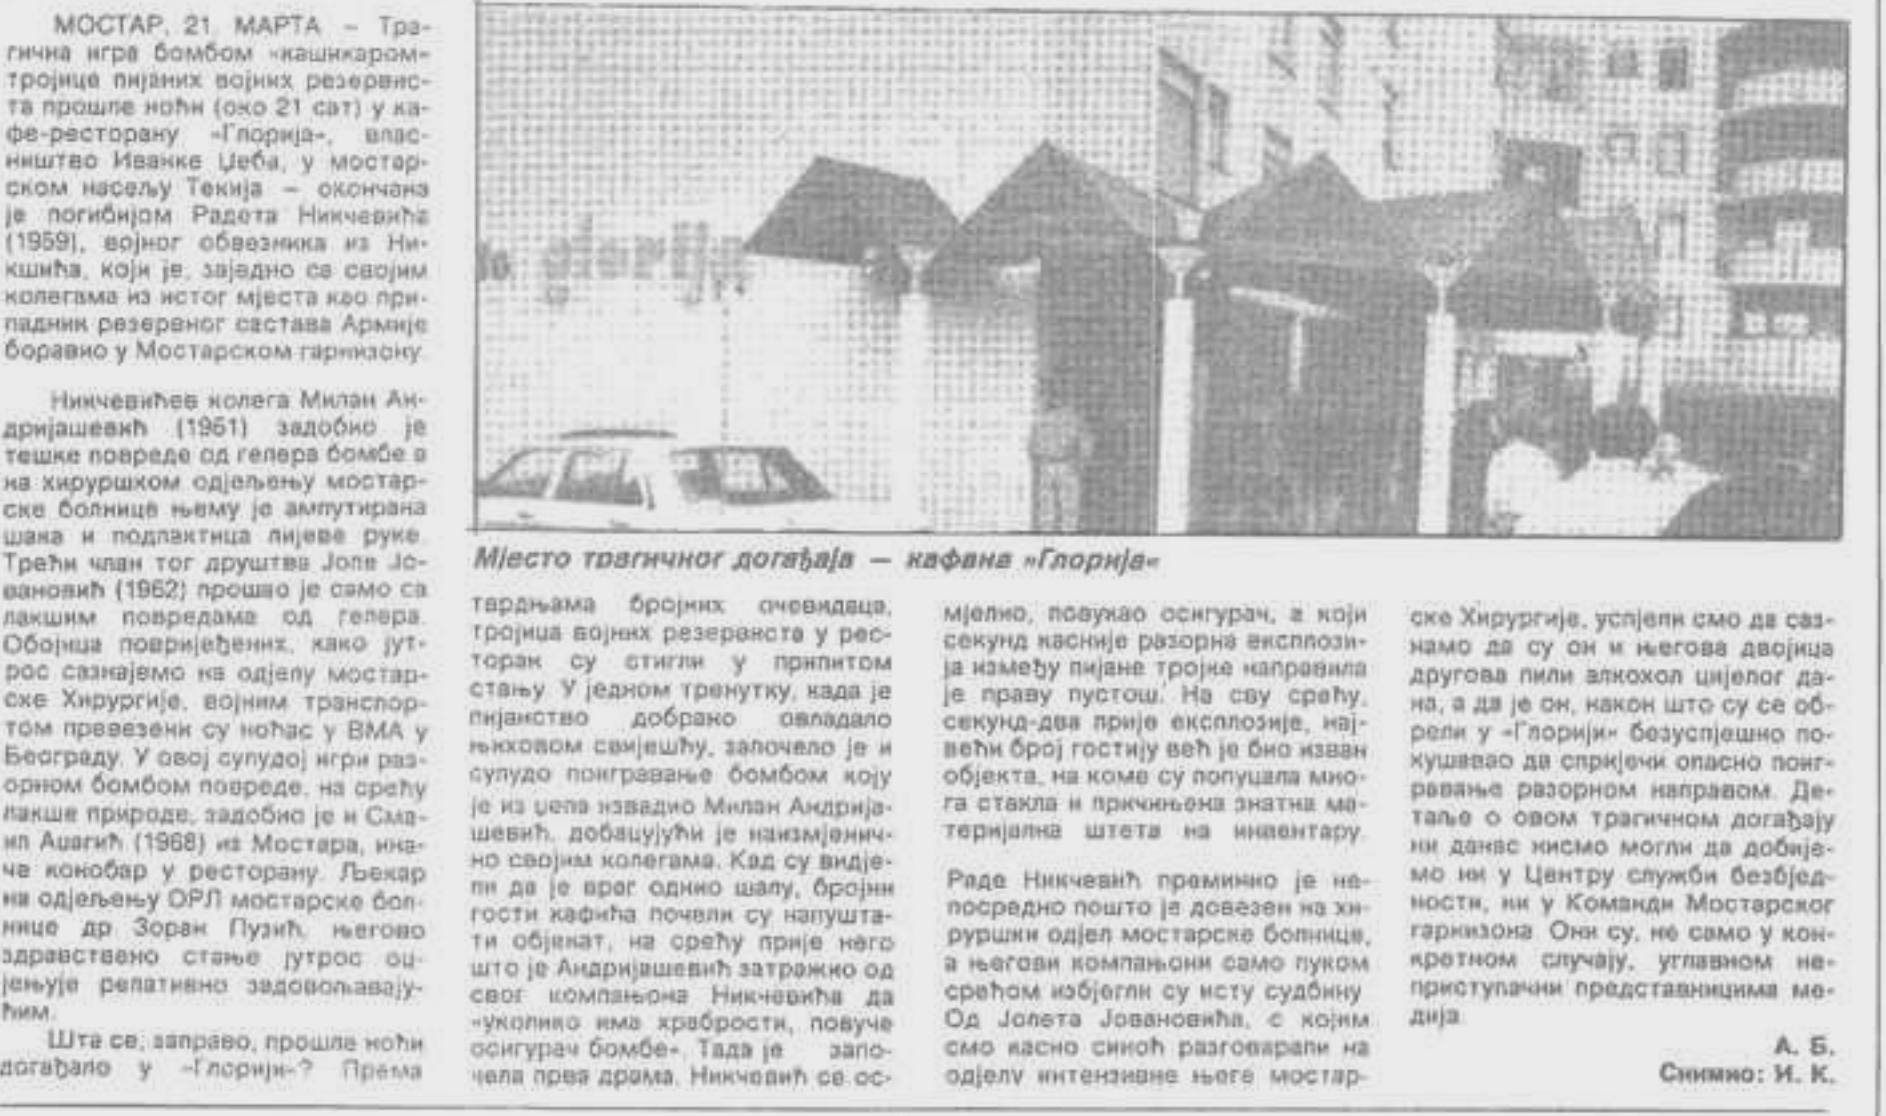 МОСТАР, 21. МАРТА – Тра-
гична игра бомбом »кашикаром«
тројице пијаних војних резервис-
та прошле ноћи (око 21 сат) у ка-
фе-ресторану »Глорија«, влас-
ништво Иванке Џеба, у мостар-
ском насељу Текија – окончана
је погибијом Радета Никчевића
(1959), војног обвезника из Ни-
кшића, који је, заједно са својим
колегама из истог мјеста као при-
падник резервног састава Армије
боравио у Мостарском гарнизону.
Никчевићев колега Милан Ан-
дријашевић (1951) задобио је
тешке повреде од гелера бомбе а
на хируршком одјељењу мостар-
ске болнице њему је ампутирана
шака и подлактица лијеве руке.
Трећи члан тог друштва Јоле Јо-
вановић (1962) прошао је само са
лакшим повредама од гелера.
Обојица повријеђених, како јут-
рос сазнајемо на одјелу мостар-
ске Хирургије, војним транспор-
том превезени су ноћас у ВМА у
Београду. У овој сулудој игри раз-
орном бомбом повреде, на срећу
лакше природе, задобио је и Сма-
ил Аџагић (1968) из Мостара, ина-
че конобар у ресторану. Љекар
на одјељењу ОРЛ мостарске бол-
нице др Зоран Пузић, његово
здравствено стање јутрос оц-
јењује релативно задовољавају-
ћим.
Шта се, заправо, прошле ноћи
догађало у »Глорији«? Према
glorija
Мјесто трагичног догађаја – кафана »Глорија«
тврдњама бројних очевидаца,
тројица војних резервиста у рес-
торан су стигли у припитом
стању. У једном тренутку, када је
пијанство добрано овладало
њиховом свијешћу, започело је и
сулудо поигравање бомбом коју
је из џепа извадио Милан Андрија-
шевић, добацујући је наизмјенич-
но својим колегама. Кад су видје-
ли да је враг однио шалу, бројни
гости кафића почели су напушта-
ти објекат, на срећу прије него
што је Андријашевић затражио од
свог компањона Никчевића да
»уколико има храбрости, повуче
осигурач бомбе«. Тада је запо-
чела прва драма. Никчевић се ос-
мјелио, повукао осигурач, а који
секунд касније разорна експлози-
ја између пијане тројке направила
је праву пустош. На сву срећу,
секунд-два прије експлозије, нај-
већи број гостију већ је био изван
објекта, на коме су попуцала мно-
га стакла и причињена знатна ма-
теријална штета на инвентару.
Раде Никчевић преминио је не-
посредно пошто је довезен на хи-
руршки одјел мостарске болнице,
а његови компањони само пуком
срећом избјегли су исту судбину.
Од Јолета Јовановића, с којим
смо касно синоћ разговарали на
одјелу интензивне његе мостар-
ске Хирургије, успјели смо да саз-
намо да су он и његова двојица
другова пили алкохол цијелог да-
на, а да је он, након што су се об-
рели у »Глорији« безуспјешно по-
кушавао да спријечи опасно поиг-
равање разорном направом. Де-
таље о овом трагичном догађају
ни данас нисмо могли да добије-
мо ни у Центру службе безбјед-
ности, ни у Команди Мостарског
гарнизона. Они су, не само у кон-
кретном случају, углавном не-
приступачни представницима ме-
дија.
А. Б.
Снимио: И. К.